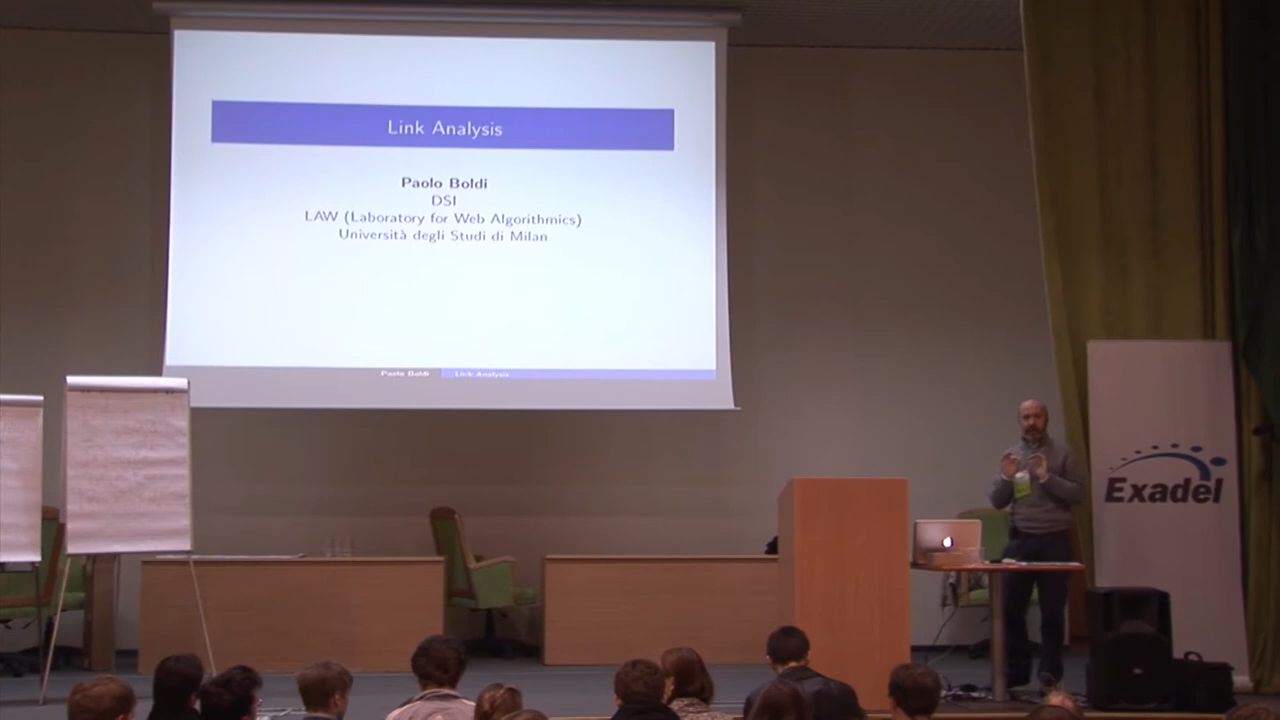 Link Analysis
Paolo Boldi
DSI
LAW (Laboratory for Web Algorithmics)
Università degli Studi di Milan
Paolo Boldi
Link Analysis
Exadel